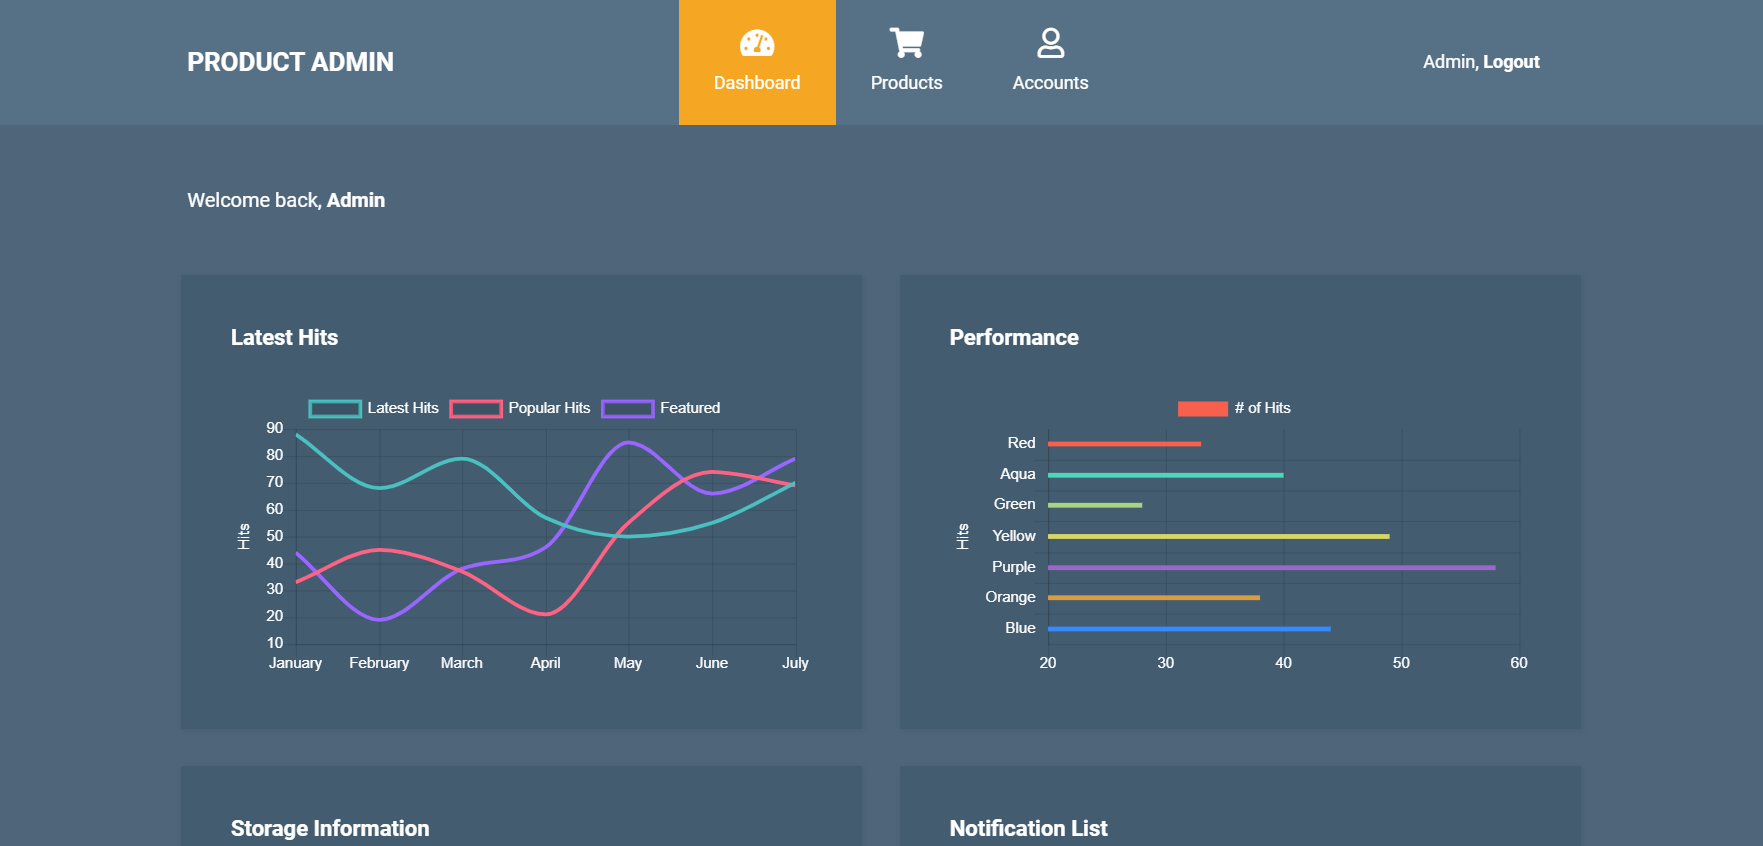 PRODUCT ADMIN
Dashboard
Products
Accounts
Admin, Logout
Welcome back, Admin
Latest Hits
Latest Hits
Popular Hits
Featured
Hits
90
80
70
60
50
40
30
20
10
January
February
March
April
May
June
July
Performance
# of Hits
Hits
Red
Aqua
Green
Yellow
Purple
Orange
Blue
20
30
40
50
60
Storage Information
Notification List